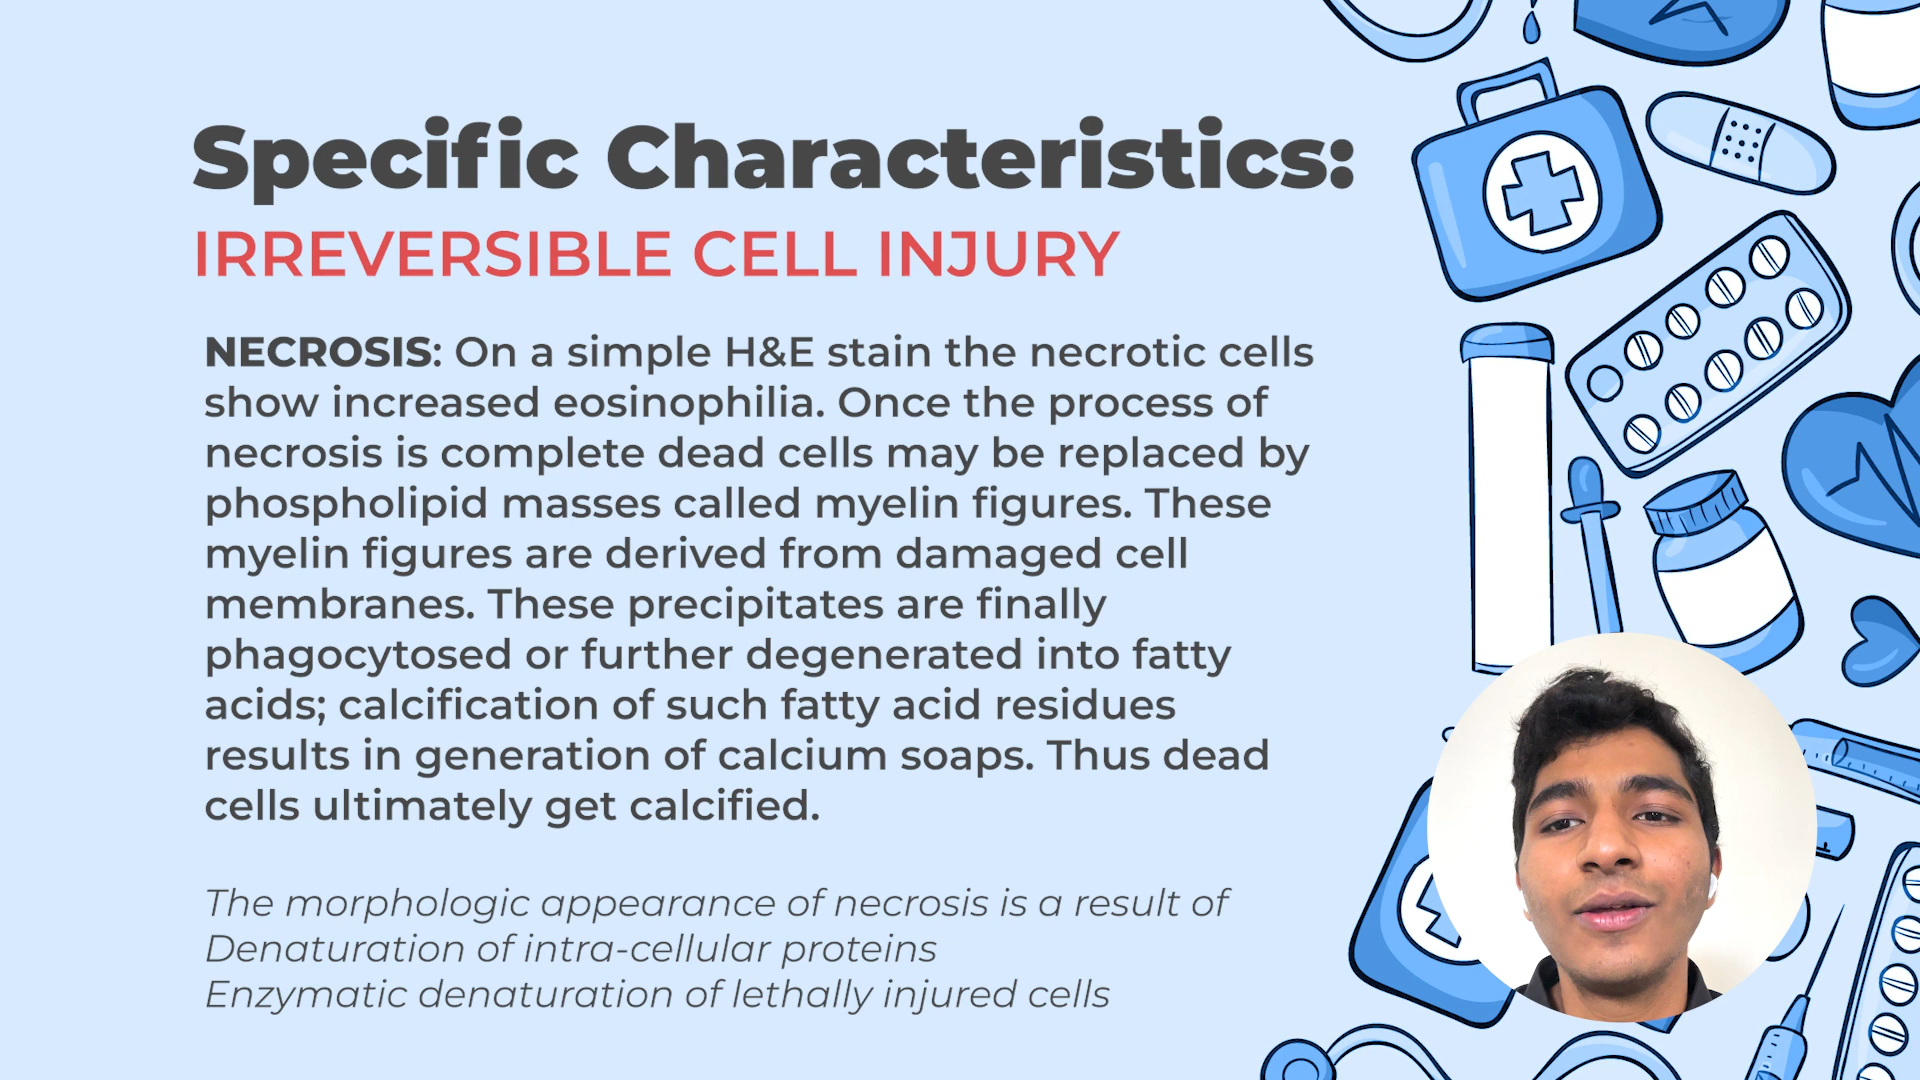 Specific Characteristics:
IRREVERSIBLE CELL INJURY
NECROSIS: On a simple H&E stain the necrotic cells
show increased eosinophilia. Once the process of
necrosis is complete dead cells may be replaced by
phospholipid masses called myelin figures. These
myelin figures are derived from damaged cell
membranes. These precipitates are finally
phagocytosed or further degenerated into fatty
acids; calcification of such fatty acid residues
results in generation of calcium soaps. Thus dead
cells ultimately get calcified.
The morphologic appearance of necrosis is a result of
Denaturation of intra-cellular proteins
Enzymatic denaturation of lethally injured cells